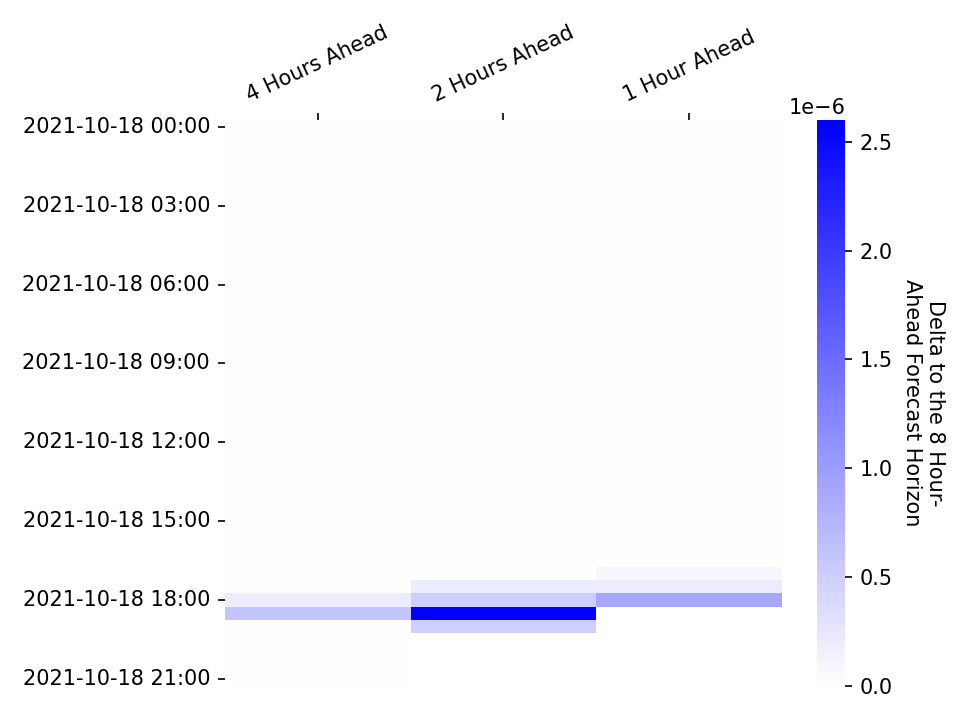 4 Hours Ahead
2 Hours Ahead
1 Hour Ahead
1e−6
2021-10-18 00:00
2021-10-18 03:00
2021-10-18 06:00
2021-10-18 09:00
2021-10-18 12:00
2021-10-18 15:00
2021-10-18 18:00
2021-10-18 21:00
2.5
2.0
1.5
1.0
0.5
0.0
Delta to the 8 Hour-
Ahead Forecast Horizon